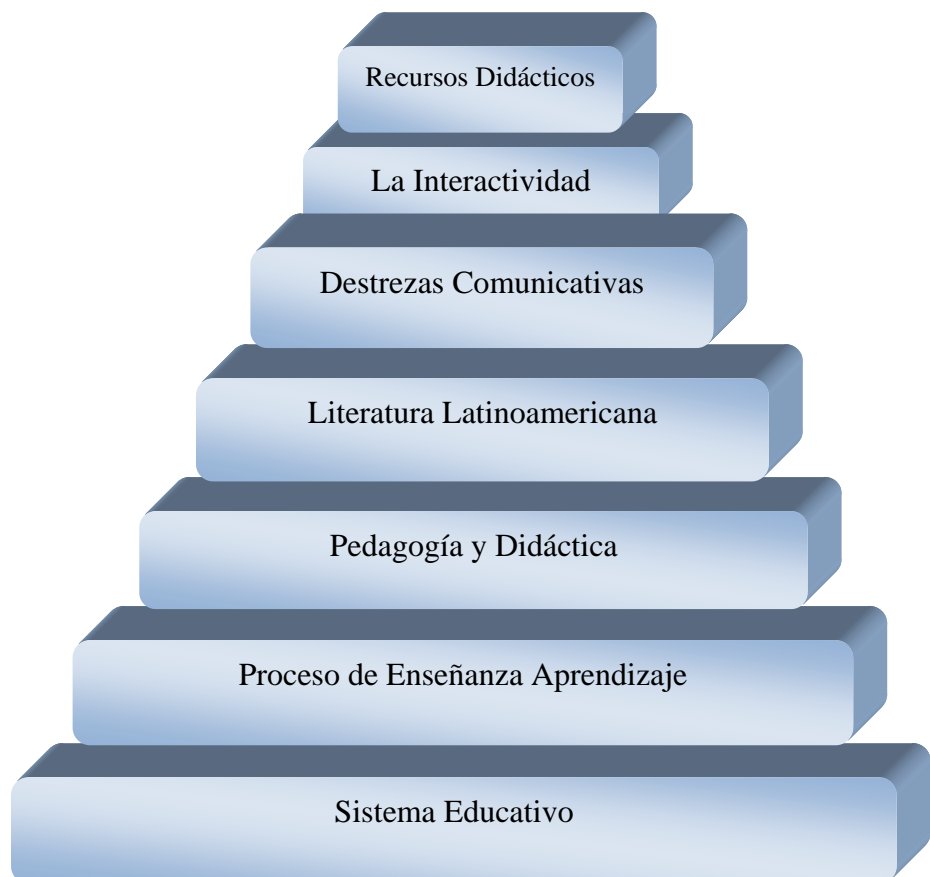 Recursos Didácticos
La Interactividad
Destrezas Comunicativas
Literatura Latinoamericana
Pedagogía y Didáctica
Proceso de Enseñanza Aprendizaje
Sistema Educativo